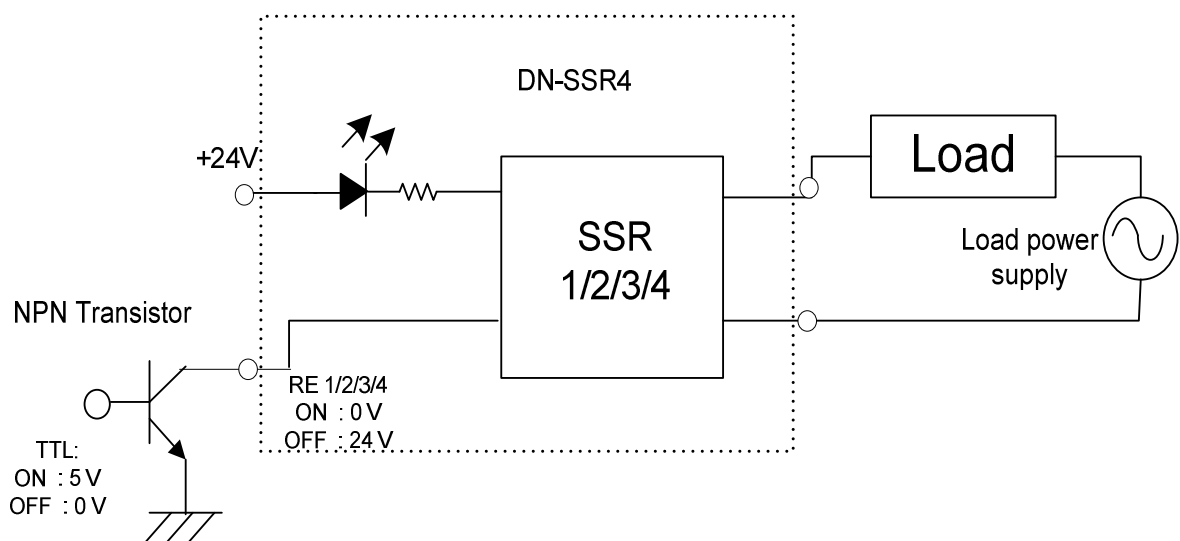 DN-SSR4
+24V
Load
SSR
1/2/3/4
Load power
supply
NPN Transistor
RE 1/2/3/4
ON : 0 V
OFF : 24 V
TTL:
ON : 5 V
OFF : 0 V